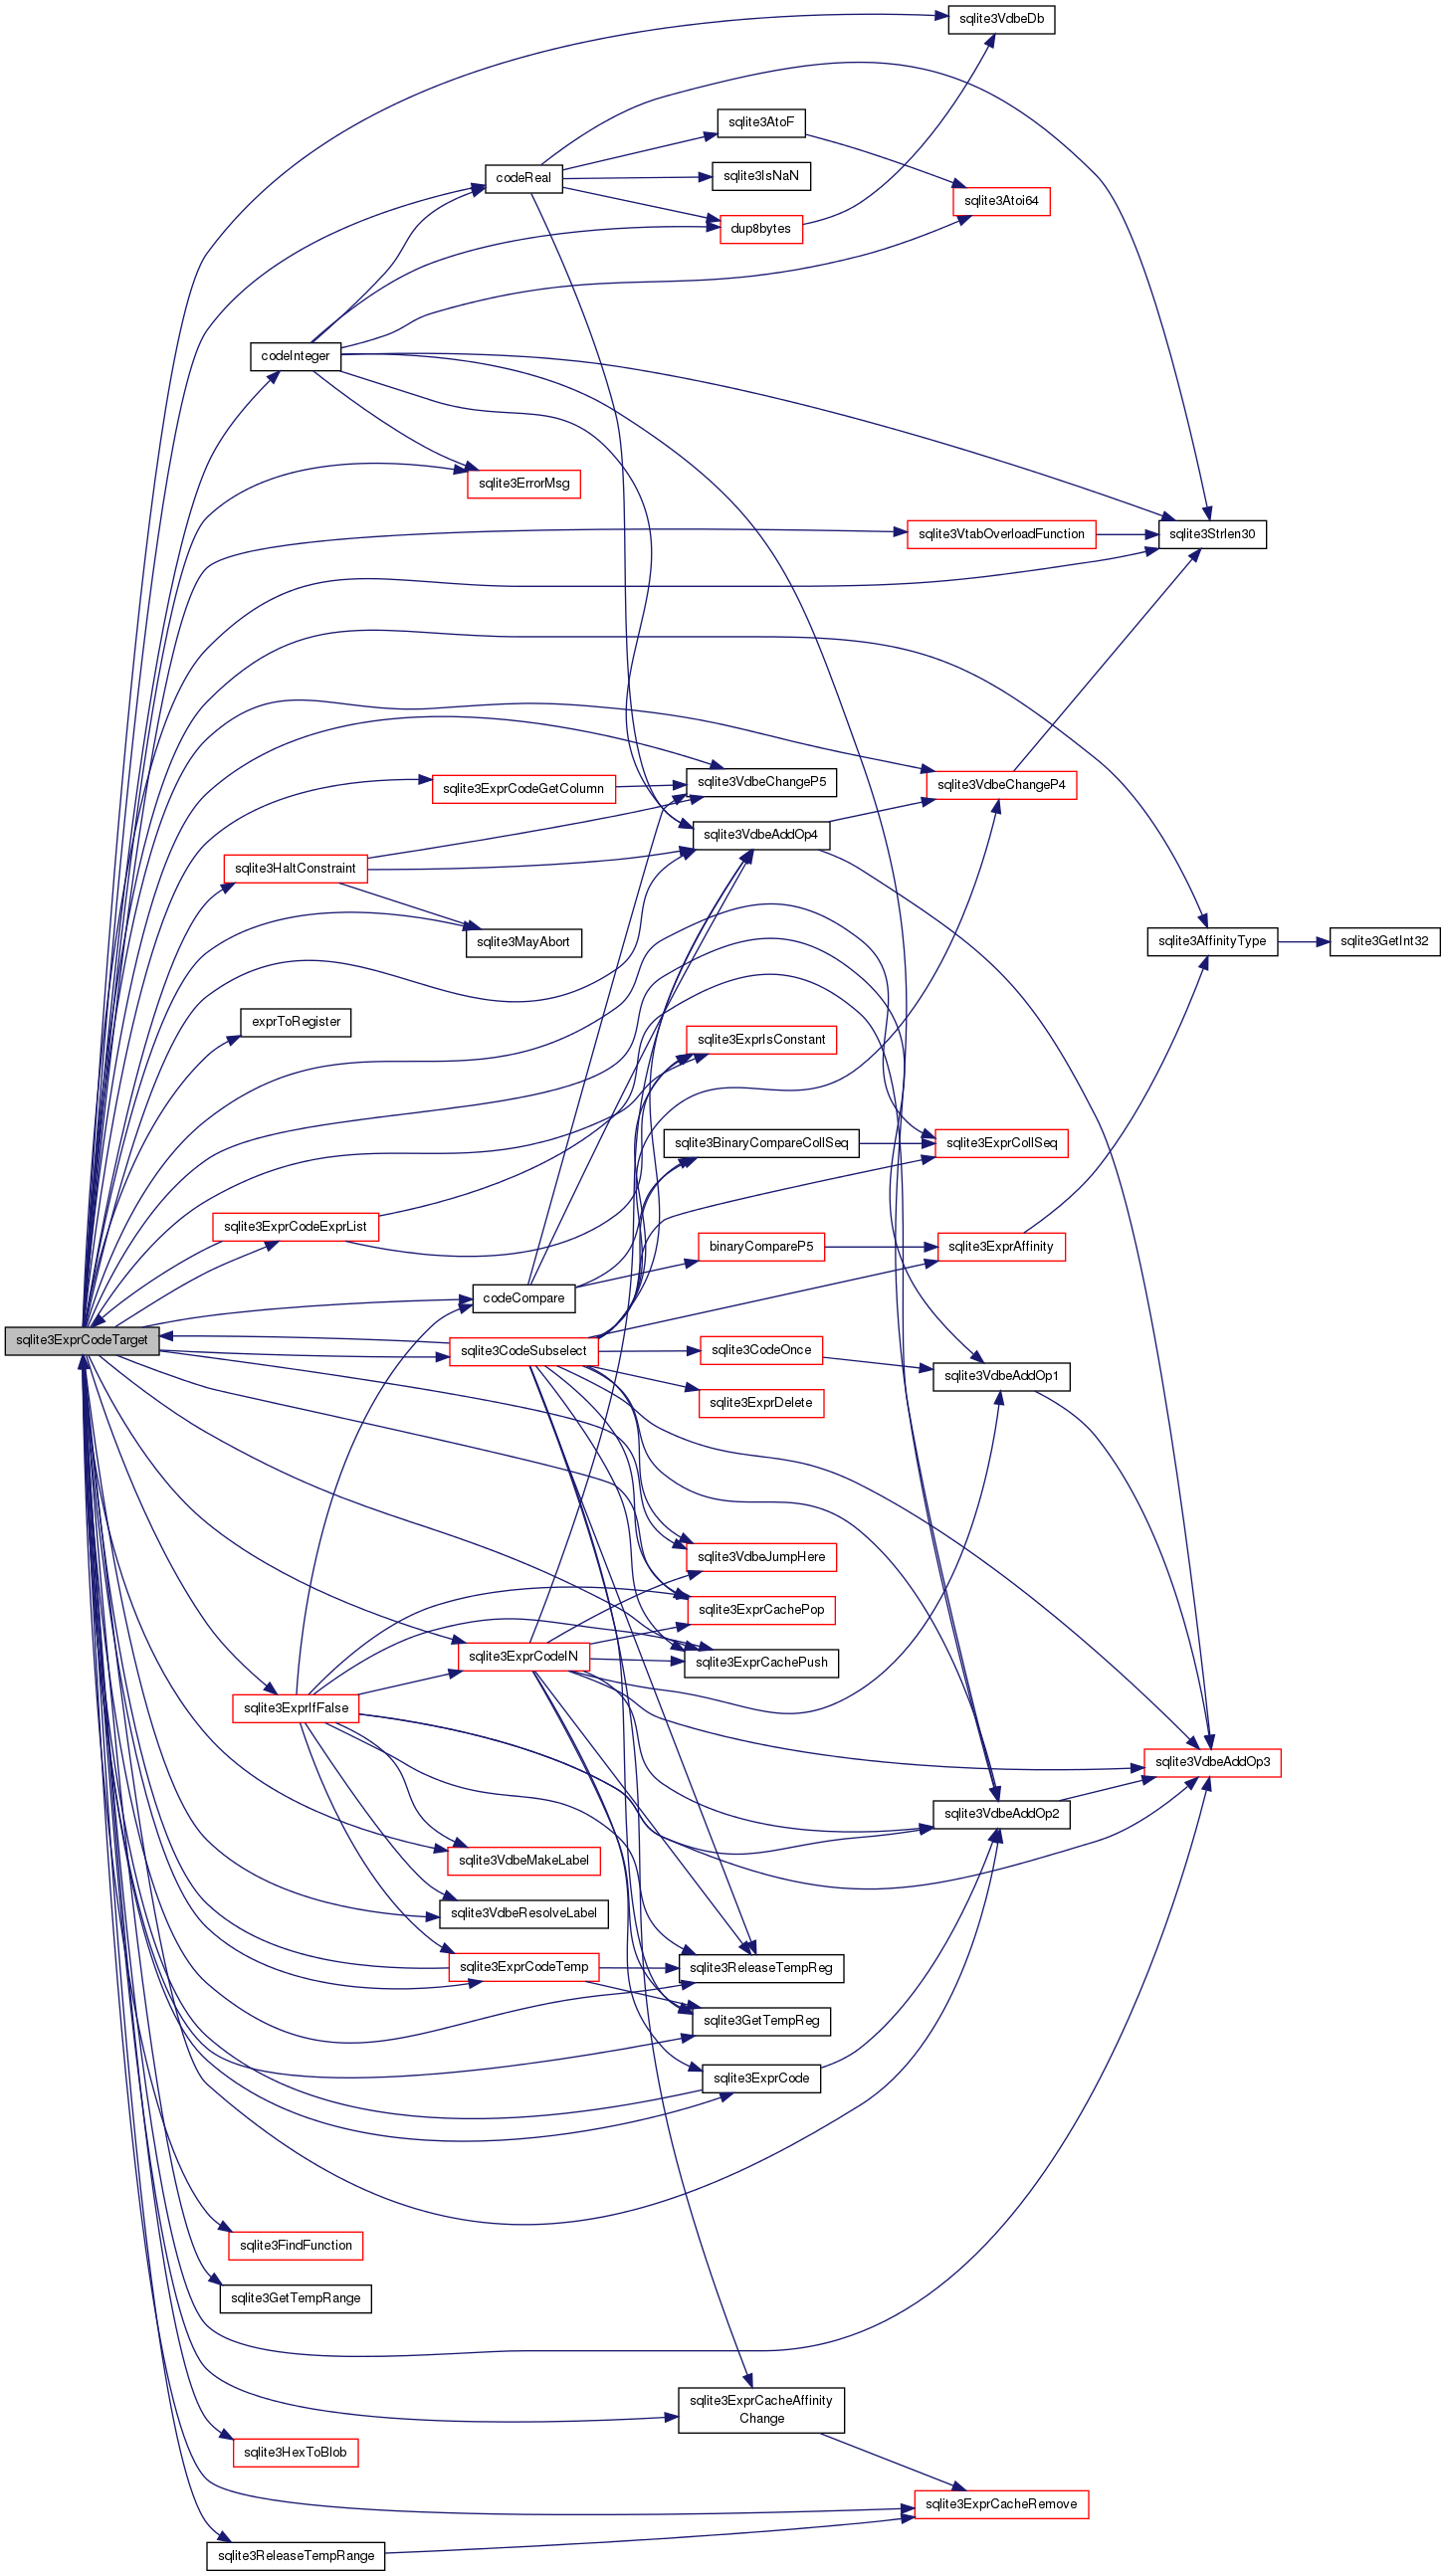 sqlite3VdbeDb
sqlite3AtoF
codeReal
sqlite3IsNaN
sqlite3Atoi64
dup8bytes
codeInteger
sqlite3ErrorMsg
sqlite3VtabOverloadFunction
sqlite3Strlen30
sqlite3VdbeChangeP5
sqlite3ExprCodeGetColumn
sqlite3VdbeChangeP4
sqlite3VdbeAddOp4
sqlite3HaltConstraint
sqlite3MayAbort
sqlite3AffinityType
sqlite3GetInt32
exprToRegister
sqlite3ExprIsConstant
sqlite3BinaryCompareCollSeq
sqlite3ExprCollSeq
sqlite3ExprCodeExprList
binaryCompareP5
sqlite3ExprAffinity
codeCompare
sqlite3ExprCodeTarget
sqlite3CodeSubselect
sqlite3CodeOnce
sqlite3VdbeAddOp1
sqlite3ExprDelete
sqlite3VdbeJumpHere
sqlite3ExprCachePop
sqlite3ExprCodeIN
sqlite3ExprCachePush
sqlite3ExprIfFalse
sqlite3VdbeAddOp3
sqlite3VdbeAddOp2
sqlite3VdbeMakeLabel
sqlite3VdbeResolveLabel
sqlite3ExprCodeTemp
sqlite3ReleaseTempReg
sqlite3GetTempReg
sqlite3ExprCode
sqlite3FindFunction
sqlite3GetTempRange
sqlite3ExprCacheAffinity
Change
sqlite3HexToBlob
sqlite3ExprCacheRemove
sqlite3ReleaseTempRange